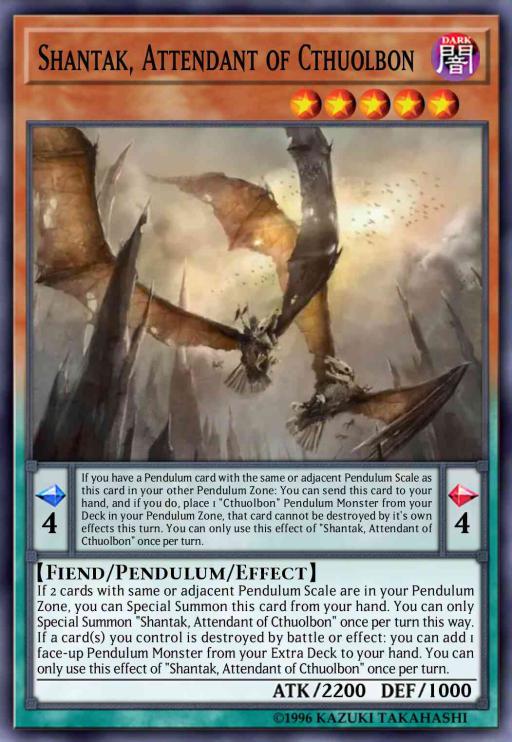 SHANTAK, ATTENDANT OF CTHUOLBON
DARK
闇
If you have a Pendulum card with the same or adjacent Pendulum Scale as
this card in your other Pendulum Zone: You can send this card to your
hand, and if you do, place 1 "Cthuolbon" Pendulum Monster from your
Deck in your Pendulum Zone, that card cannot be destroyed by it's own
effects this turn. You can only use this effect of "Shantak, Attendant of
Cthuolbon" once per turn.
4
4
【FIEND/PENDULUM/EFFECT】
If 2 cards with same or adjacent Pendulum Scale are in your Pendulum
Zone, you can Special Summon this card from your hand. You can only
Special Summon "Shantak, Attendant of Cthuolbon" once per turn this way.
If a card(s) you control is destroyed by battle or effect: you can add 1
face-up Pendulum Monster from your Extra Deck to your hand. You can
only use this effect of "Shantak, Attendant of Cthuolbon" once per turn.
ATK/2200 DEF/1000
©1996 KAZUKI TAKAHASHI